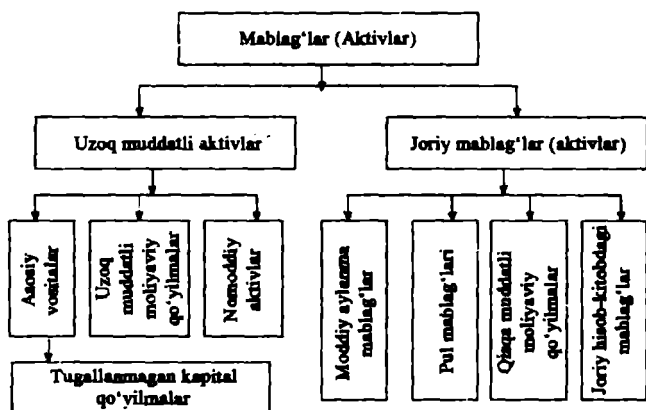 Mablag‘lar (Aktivlar)
Uzoq muddatli aktivlar
Joriy mablag‘lar (aktivlar)
Asosiy
vositalar
Uzoq
muddatli
moliyaviy
qo‘yilmalar
Nomoddiy
aktivlar
Moddiy aylanma
mablag‘lar
Pul mablag‘lari
Qisqa muddatli
moliyaviy
qo‘yilmalar
Joriy hisob-kitobdagi
mablag‘lar
Tugallanmagan kapital
qo‘yilmalar